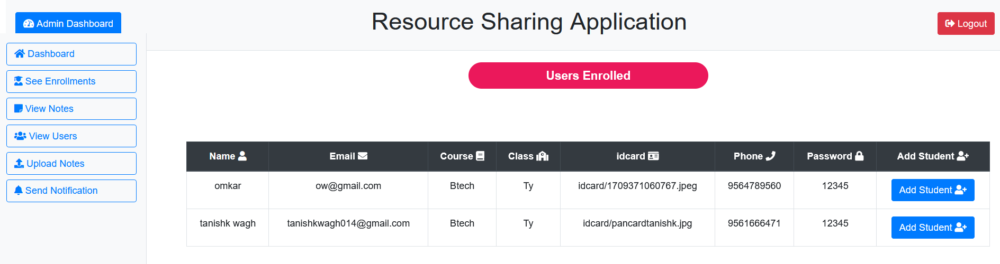 Admin Dashboard
Resource Sharing Application
Logout
Dashboard
See Enrollments
View Notes
View Users
Upload Notes
Send Notification
Users Enrolled
Name Email Course Class idcard Phone Password Add Student
omkar ow@gmail.com Btech Ty idcard/1709371060767.jpeg 9564789560 12345 Add Student
tanishk wagh tanishkwagh014@gmail.com Btech Ty idcard/pancardtanishk.jpg 9561666471 12345 Add Student